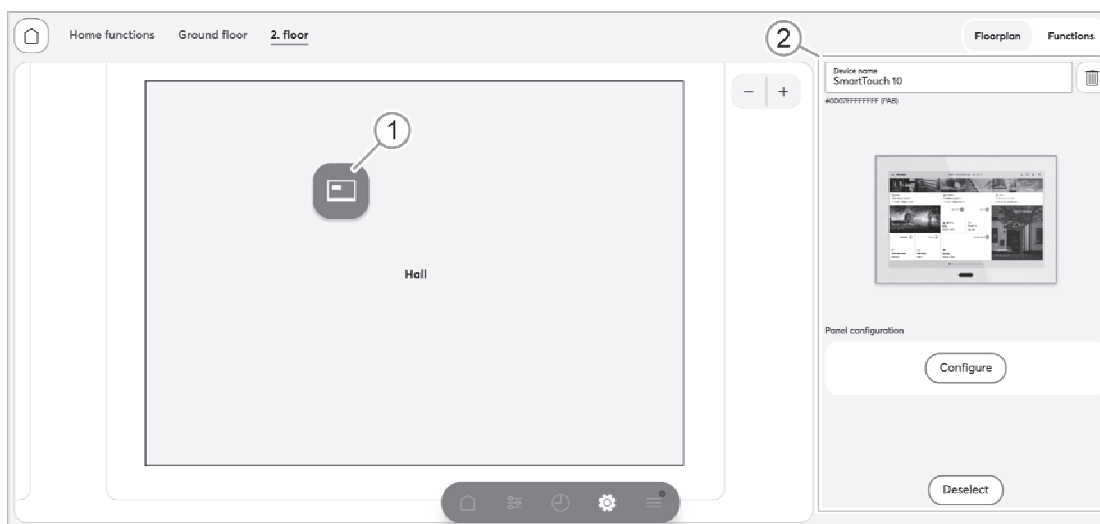 Home functions
Ground floor
2. floor
2
Floorplan
Functions
Device name
SmartTouch 10
#0007FFFFFFFF (PAB)
− +
1
Hall
Panel configuration
Configure
Deselect